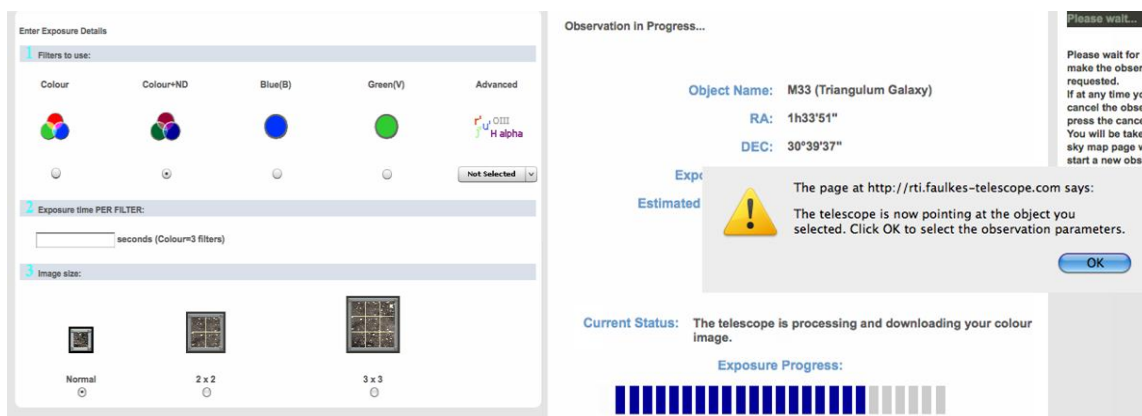 Enter Exposure Details
1 Filters to use:
Colour Colour+ND Blue(B) Green(V) Advanced
r' u' OIII
i' H alpha
Not Selected
2 Exposure time PER FILTER:
seconds (Colour=3 filters)
3 Image size:
Normal 2 x 2 3 x 3
Observation in Progress...
Object Name: M33 (Triangulum Galaxy)
RA: 1h33'51"
DEC: 30°39'37"
Estimated
The page at http://rti.faulkes-telescope.com says:
The telescope is now pointing at the object you
selected. Click OK to select the observation parameters.
OK
Current Status: The telescope is processing and downloading your colour
image.
Exposure Progress:
Please wait...
Please wait for
make the obser
requested.
If at any time yo
cancel the obse
press the cance
You will be take
sky map page w
start a new obs